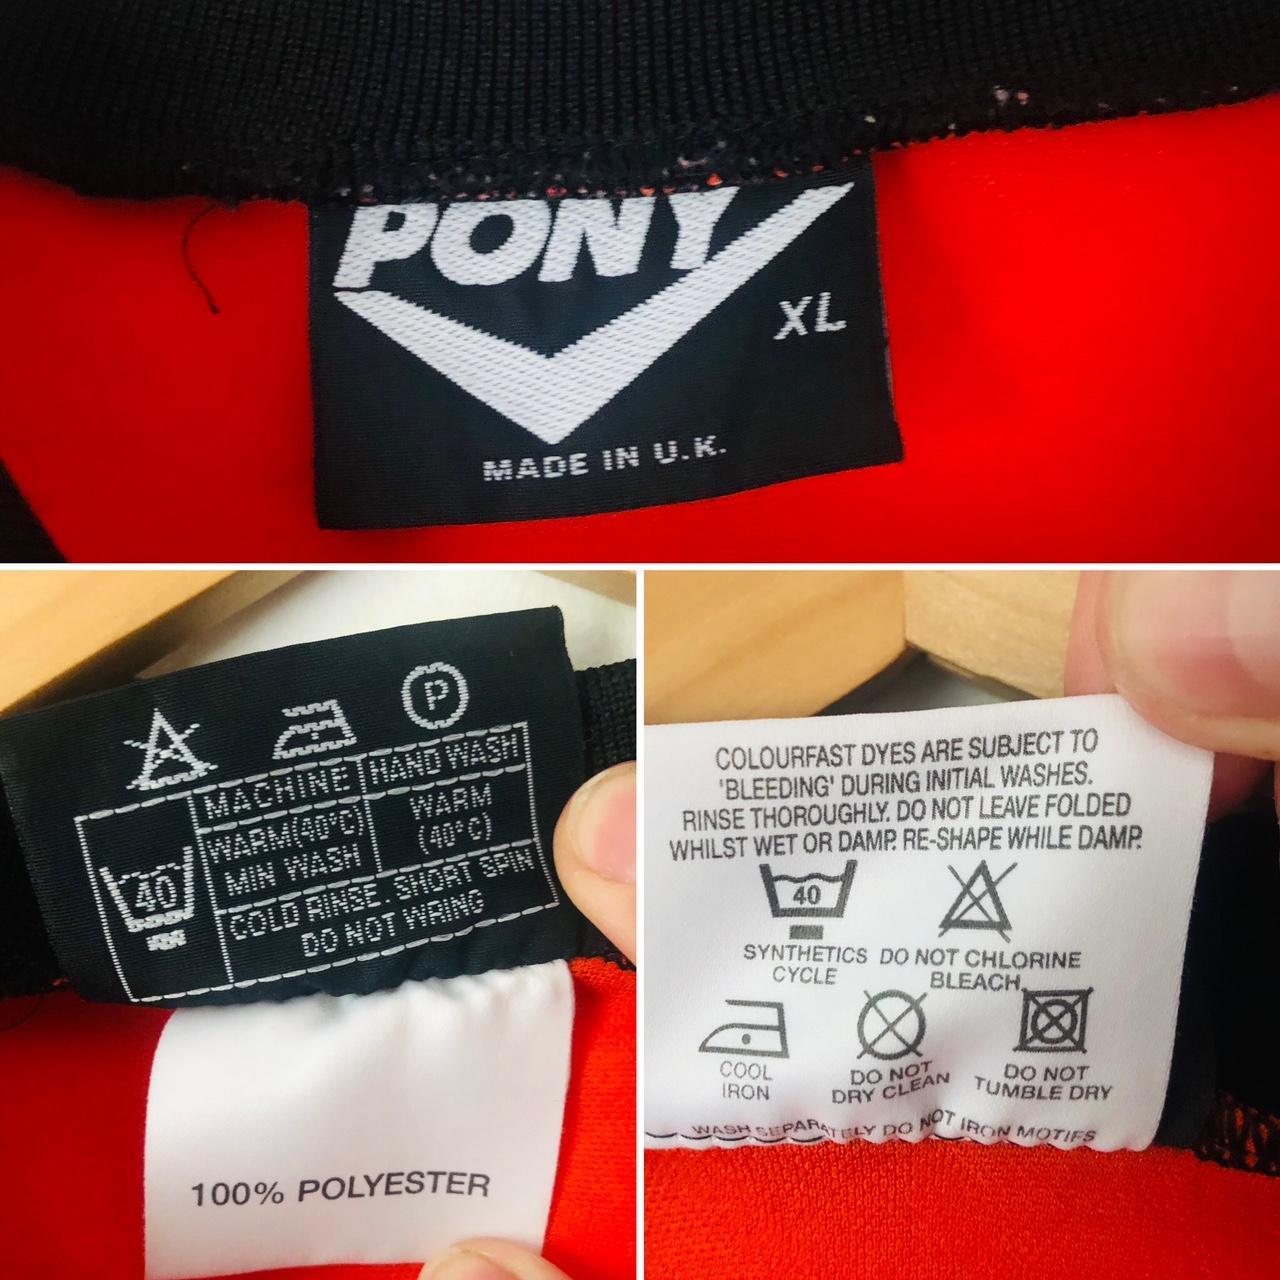 PONY
XL
MADE IN U.K.
P
MACHINE
HAND WASH
WARM(40°C)
MIN WASH
WARM
(40°C)
40
COLD RINSE. SHORT SPIN
DO NOT WRING
100% POLYESTER
COLOURFAST DYES ARE SUBJECT TO
'BLEEDING' DURING INITIAL WASHES.
RINSE THOROUGHLY. DO NOT LEAVE FOLDED
WHILST WET OR DAMP. RE-SHAPE WHILE DAMP.
40
SYNTHETICS
CYCLE
DO NOT CHLORINE
BLEACH.
COOL
IRON
DO NOT
DRY CLEAN
DO NOT
TUMBLE DRY
WASH SEPARATELY DO NOT IRON MOTIFS